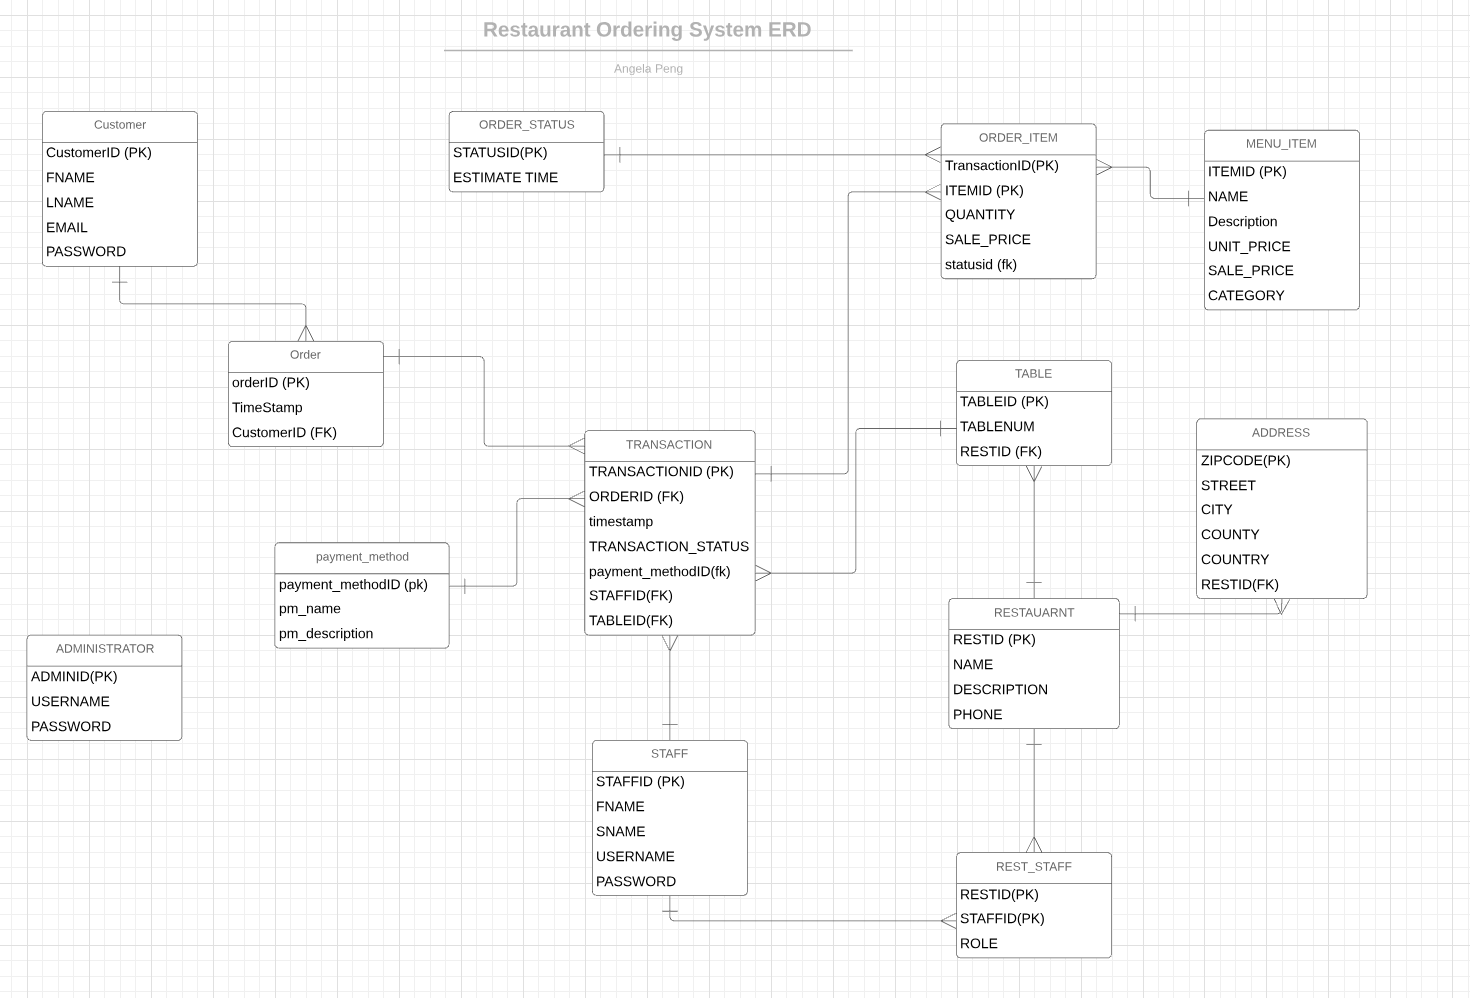 Restaurant Ordering System ERD
Angela Peng
Customer
CustomerID (PK)
FNAME
LNAME
EMAIL
PASSWORD
ORDER_STATUS
STATUSID(PK)
ESTIMATE TIME
ORDER_ITEM
TransactionID(PK)
ITEMID (PK)
QUANTITY
SALE_PRICE
statusid (fk)
MENU_ITEM
ITEMID (PK)
NAME
Description
UNIT_PRICE
SALE_PRICE
CATEGORY
Order
orderID (PK)
TimeStamp
CustomerID (FK)
TRANSACTION
TRANSACTIONID (PK)
ORDERID (FK)
timestamp
TRANSACTION_STATUS
payment_methodID(fk)
STAFFID(FK)
TABLEID(FK)
TABLE
TABLEID (PK)
TABLENUM
RESTID (FK)
ADDRESS
ZIPCODE(PK)
STREET
CITY
COUNTY
COUNTRY
RESTID(FK)
payment_method
payment_methodID (pk)
pm_name
pm_description
ADMINISTRATOR
ADMINID(PK)
USERNAME
PASSWORD
RESTAUARNT
RESTID (PK)
NAME
DESCRIPTION
PHONE
STAFF
STAFFID (PK)
FNAME
SNAME
USERNAME
PASSWORD
REST_STAFF
RESTID(PK)
STAFFID(PK)
ROLE